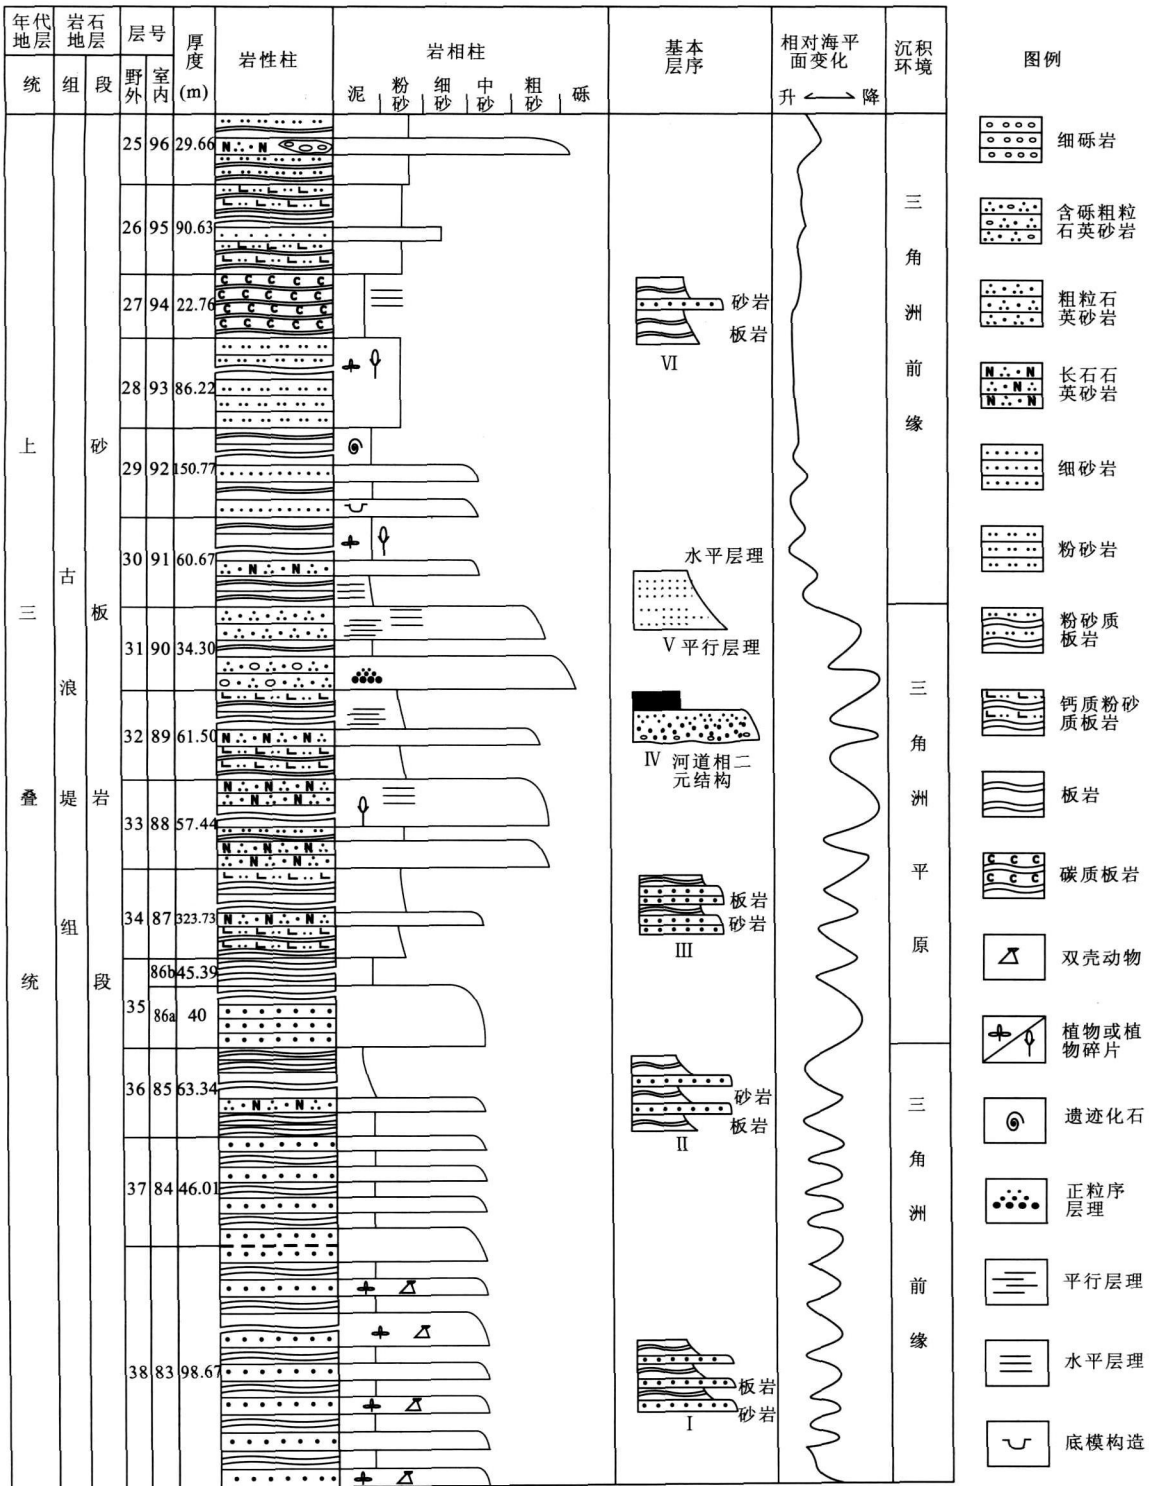 年代地层
岩石地层
层号
厚度(m)
岩性柱
岩相柱
基本层序
相对海平面变化
沉积环境
图例
统
组
段
野外
室内
泥
粉砂
细砂
中砂
粗砂
砾
升
降
上三叠统
古浪堤组
砂板岩段
25 96 29.66
26 95 90.63
27 94 22.76
28 93 86.22
29 92 150.77
30 91 60.67
31 90 34.30
32 89 61.50
33 88 57.44
34 87 323.73
86b 45.39
35 86a 40
36 85 63.34
37 84 46.01
38 83 98.67
砂岩
板岩
VI
水平层理
V 平行层理
IV 河道相二元结构
板岩
砂岩
III
砂岩
板岩
II
板岩
砂岩
I
三角洲前缘
三角洲平原
三角洲前缘
细砾岩
含砾粗粒
石英砂岩
粗粒石
英砂岩
长石石
英砂岩
细砂岩
粉砂岩
粉砂质
板岩
钙质粉砂
质板岩
板岩
碳质板岩
双壳动物
植物或植
物碎片
遗迹化石
正粒序
层理
平行层理
水平层理
底模构造